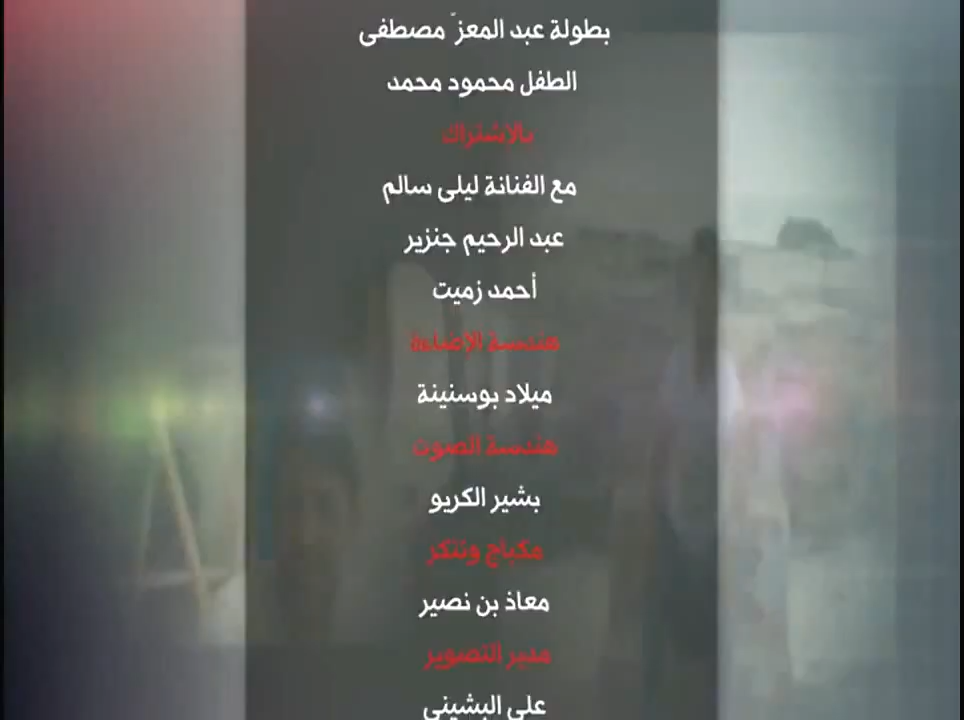 بطولة عبد المعزّ مصطفى
الطفل محمود محمد
بالاشتراك
مع الفنانة ليلى سالم
عبد الرحيم جنزير
أحمد زميت
هندسة الإضاءة
ميلاد بوسنينة
هندسة الصوت
بشير الكريو
مكياج وتنكر
معاذ بن نصير
مدير التصوير
علي البشيني